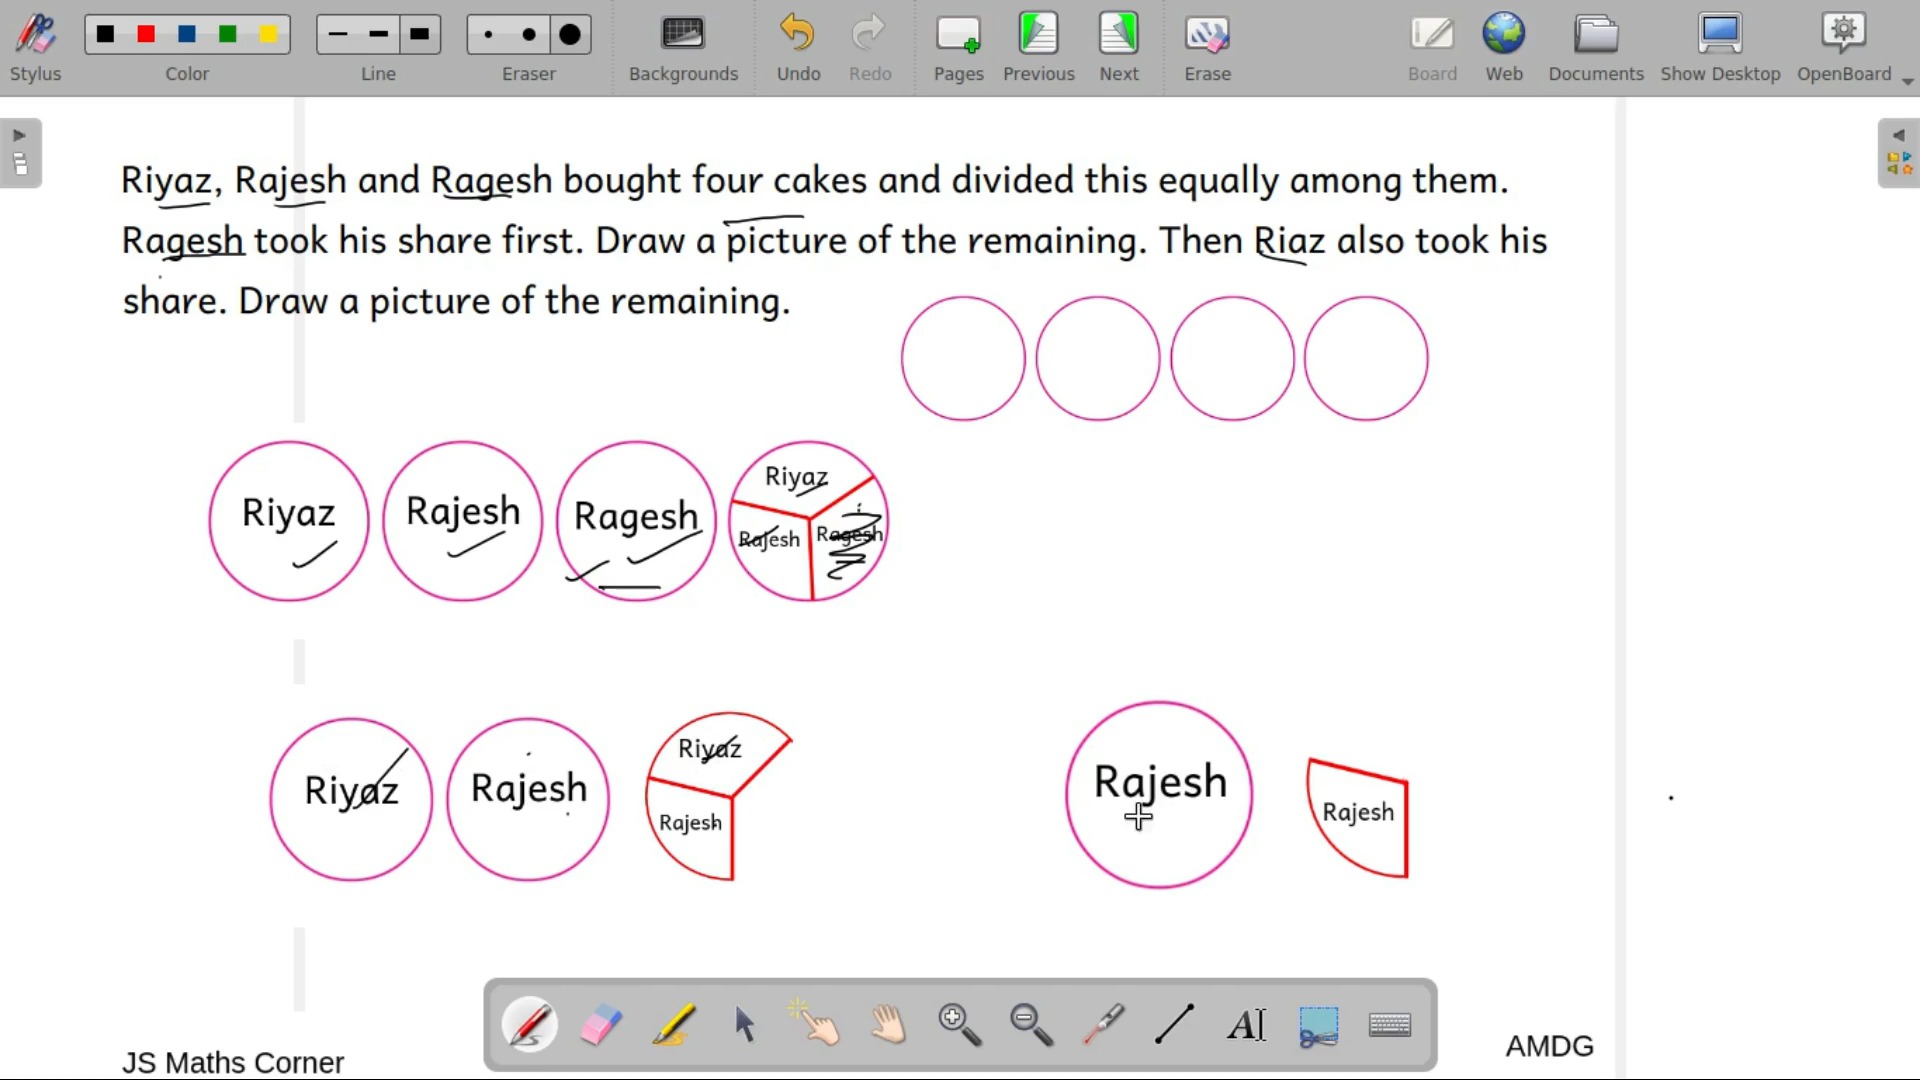 Stylus
Color
Line
Eraser
Backgrounds
Undo
Redo
Pages
Previous
Next
Erase
Board
Web
Documents
Show Desktop
OpenBoard
Riyaz, Rajesh and Ragesh bought four cakes and divided this equally among them.
Ragesh took his share first. Draw a picture of the remaining. Then Riaz also took his
share. Draw a picture of the remaining.
Riyaz
Rajesh
Ragesh
Riyaz
Rajesh
Ragesh
Riyaz
Rajesh
Riyaz
Rajesh
Rajesh
Rajesh
JS Maths Corner
AMDG